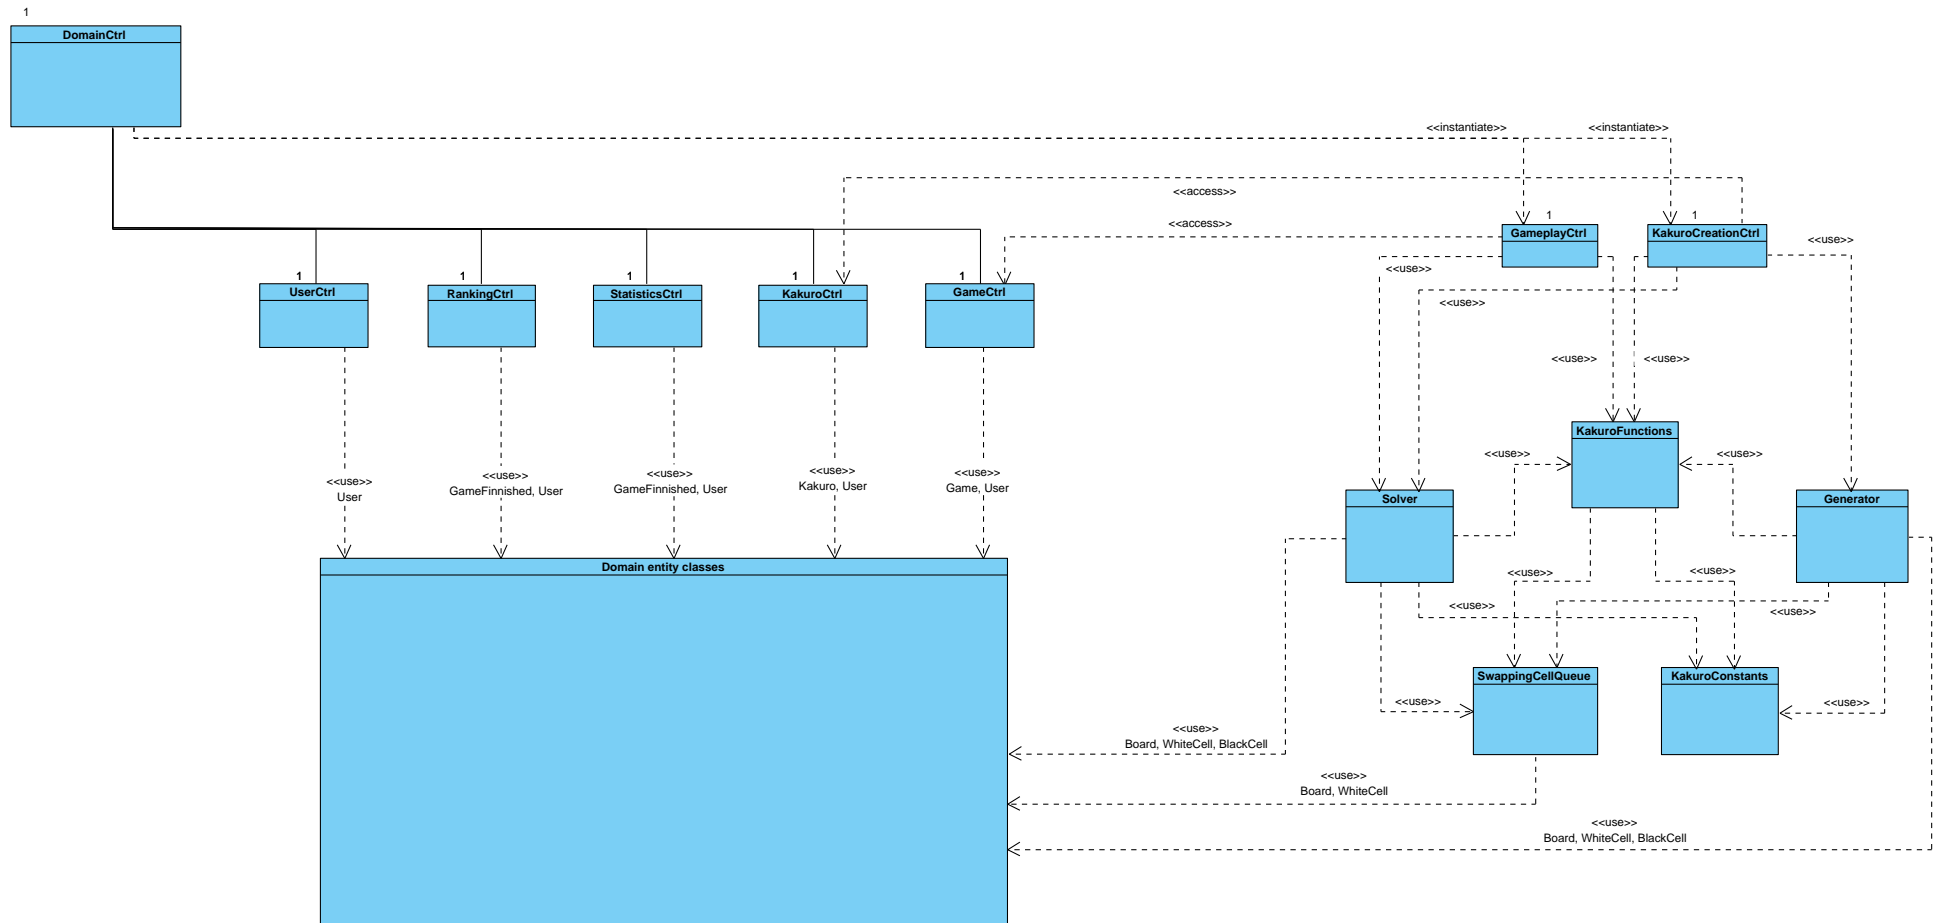 1
DomainCtrl
<<instantiate>>
<<instantiate>>
<<access>>
<<access>>
1
GameplayCtrl
1
KakuroCreationCtrl
<<use>>
<<use>>
<<use>>
1
UserCtrl
1
RankingCtrl
1
StatisticsCtrl
1
KakuroCtrl
1
GameCtrl
<<use>>
<<use>>
KakuroFunctions
<<use>>
User
<<use>>
GameFinnished, User
<<use>>
GameFinnished, User
<<use>>
Kakuro, User
<<use>>
Game, User
<<use>>
<<use>>
Solver
Generator
Domain entity classes
<<use>>
<<use>>
<<use>>
SwappingCellQueue
KakuroConstants
<<use>>
<<use>>
<<use>>
Board, WhiteCell, BlackCell
<<use>>
Board, WhiteCell
<<use>>
Board, WhiteCell, BlackCell